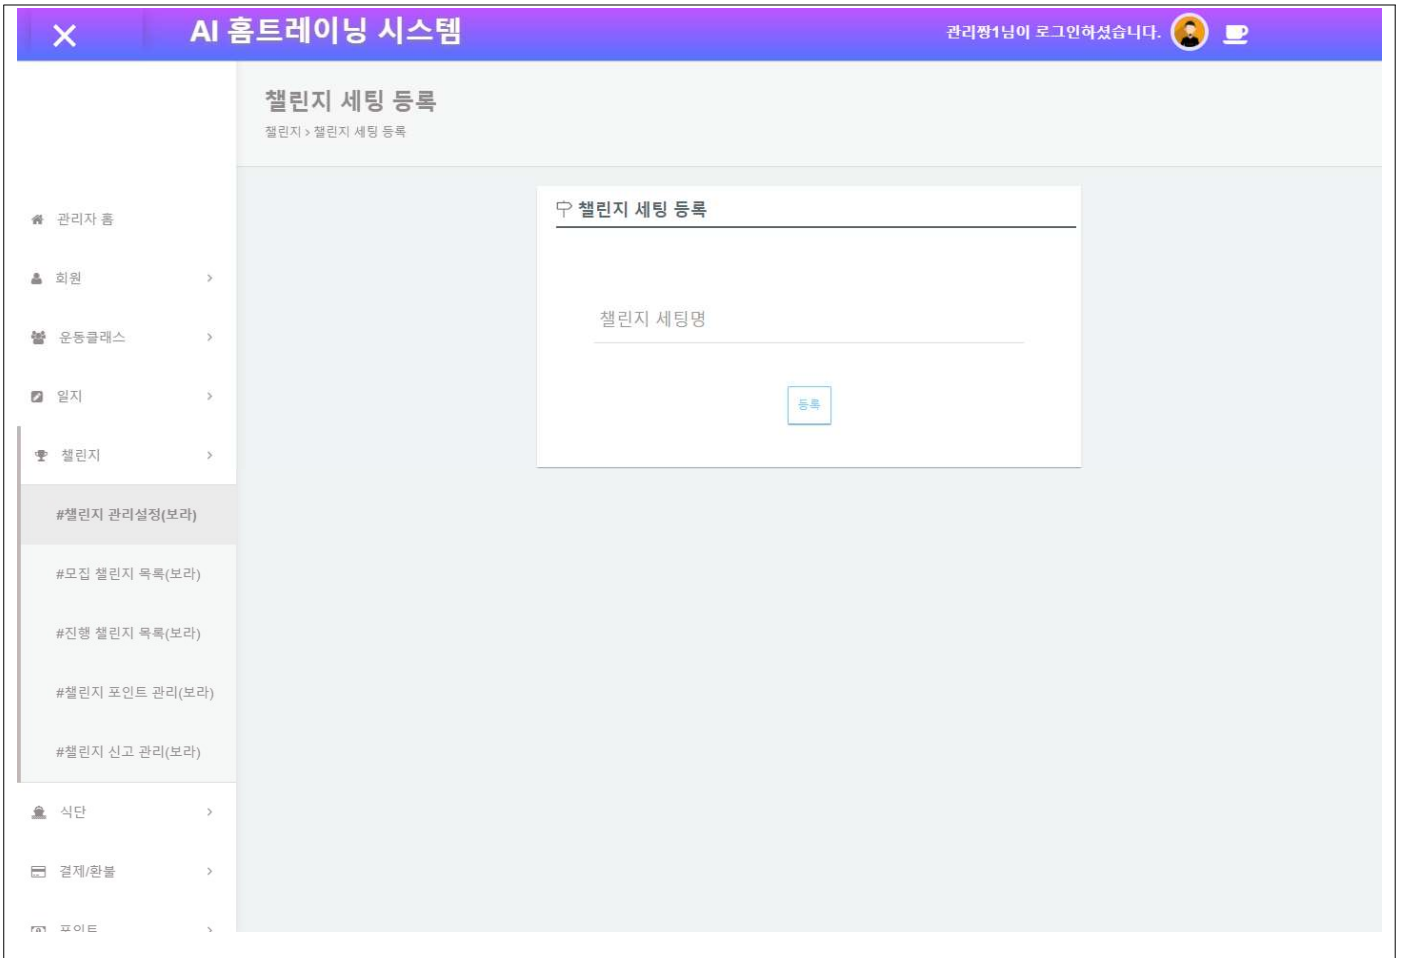 AI 홈트레이닝 시스템
관리짱1님이 로그인하셨습니다.
챌린지 세팅 등록
챌린지 > 챌린지 세팅 등록
관리자 홈
회원
운동클래스
일지
챌린지
#챌린지 관리설정(보라)
#모집 챌린지 목록(보라)
#진행 챌린지 목록(보라)
#챌린지 포인트 관리(보라)
#챌린지 신고 관리(보라)
식단
결제/환불
포인트
챌린지 세팅 등록
챌린지 세팅명
등록